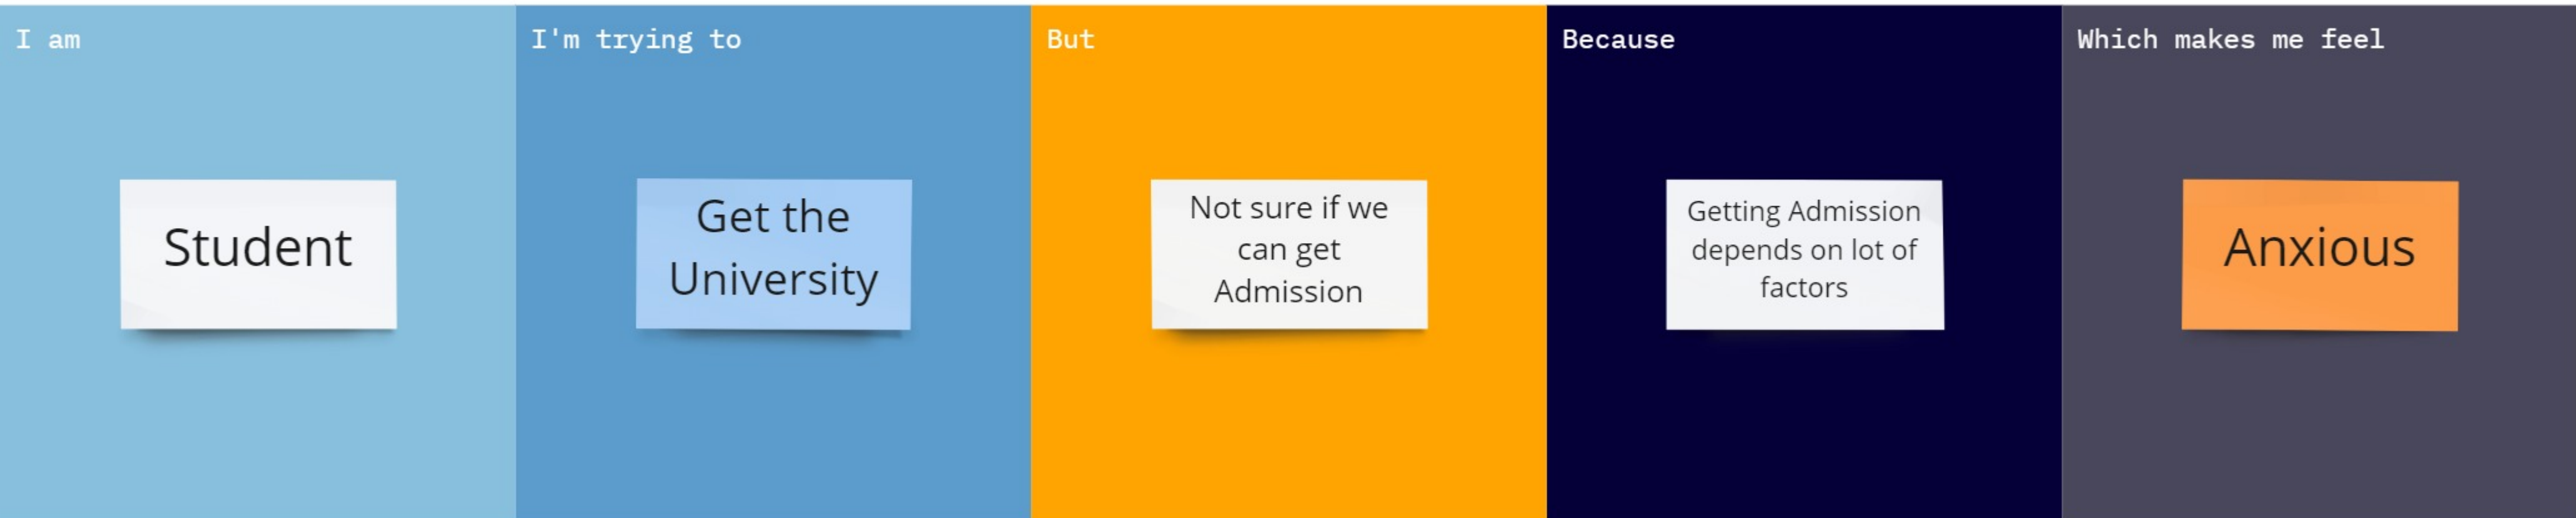 I am
Student
I'm trying to
Get the
University
But
Not sure if we
can get
Admission
Because
Getting Admission
depends on lot of
factors
Which makes me feel
Anxious